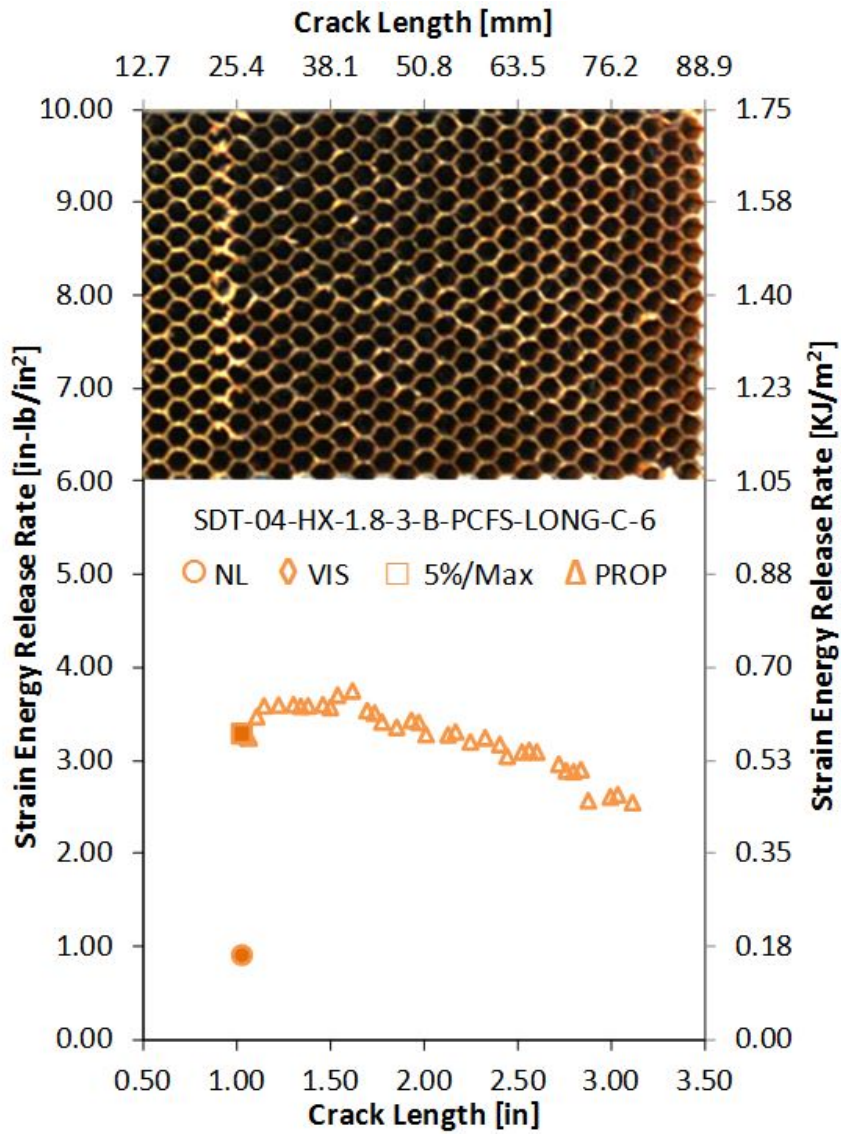 Crack Length [mm]
12.7 25.4 38.1 50.8 63.5 76.2 88.9
10.00 1.75
9.00 1.58
8.00 1.40
7.00 1.23
6.00 1.05
SDT-04-HX-1.8-3-B-PCFS-LONG-C-6
NL VIS 5%/Max PROP
5.00 0.88
4.00 0.70
3.00 0.53
2.00 0.35
1.00 0.18
0.00 0.00
0.50 1.00 1.50 2.00 2.50 3.00 3.50
Crack Length [in]
Strain Energy Release Rate [in-lb/in²]
Strain Energy Release Rate [KJ/m²]